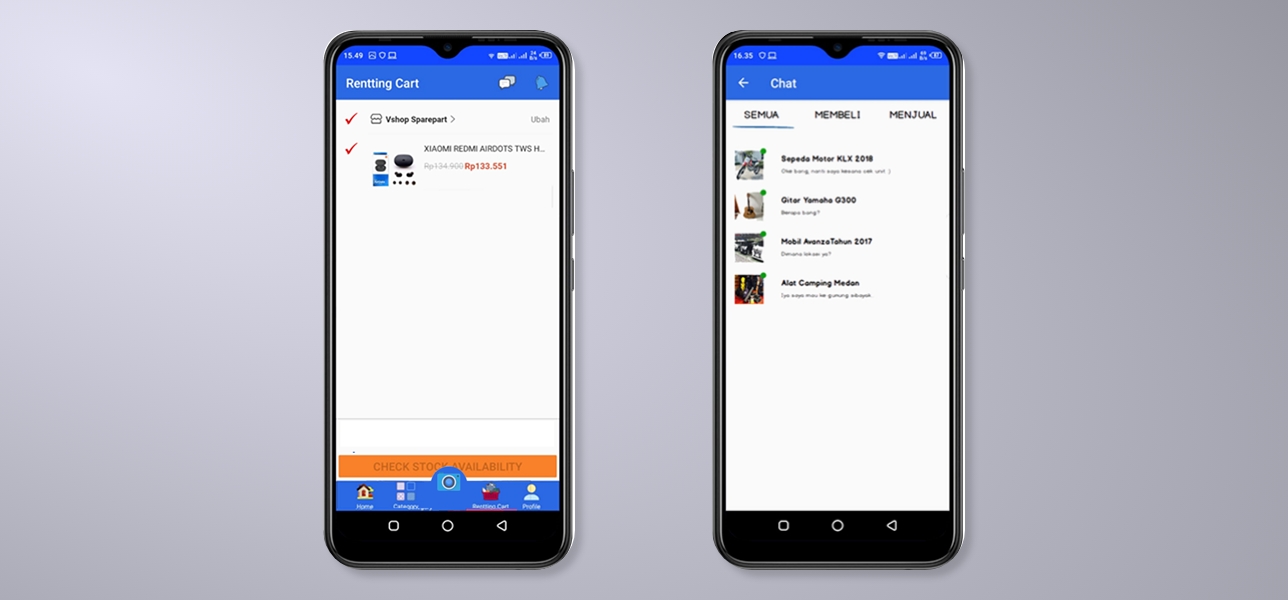 15.49
Rentting Cart
Vshop Sparepart
Ubah
XIAOMI REDMI AIRDOTS TWS H...
Rp134.900 Rp133.551
CHECK STOCK AVAILABILITY
Home
Category
Rentting Cart
Profile
16.35
Chat
SEMUA
MEMBELI
MENJUAL
Sepeda Motor KLX 2018
Oke bang, nanti saya kesana cek unit :)
Gitar Yamaha G300
Berapa bang?
Mobil AvanzaTahun 2017
Dimana lokasi ya?
Alat Camping Medan
Iya saya mau ke gunung sibayak.